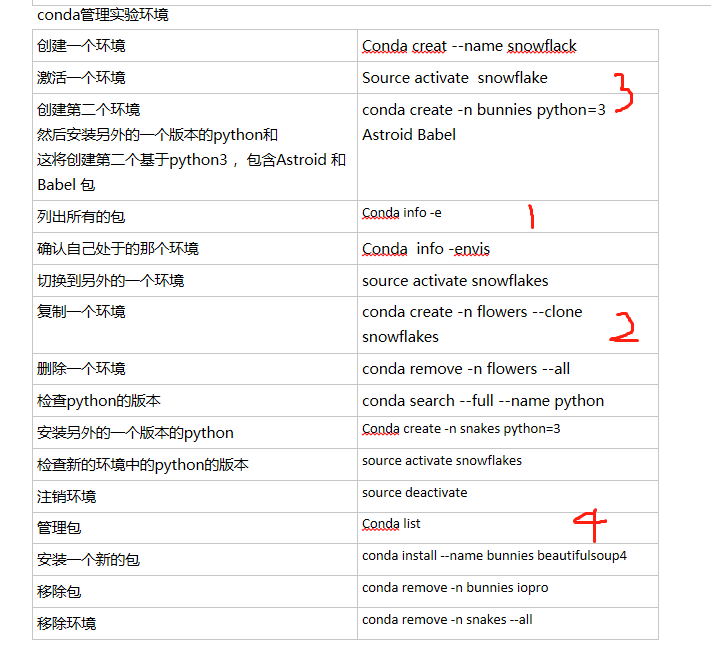 conda管理实验环境
创建一个环境 Conda creat --name snowflack
激活一个环境 Source activate  snowflake
3
创建第二个环境 conda create -n bunnies python=3
然后安装另外的一个版本的python和 Astroid Babel
这将创建第二个基于python3 ，包含Astroid 和
Babel 包
列出所有的包 Conda info -e 1
确认自己处于的那个环境 Conda  info -envis
切换到另外的一个环境 source activate snowflakes
复制一个环境 conda create -n flowers --clone
snowflakes 2
删除一个环境 conda remove -n flowers --all
检查python的版本 conda search --full --name python
安装另外的一个版本的python Conda create -n snakes python=3
检查新的环境中的python的版本 source activate snowflakes
注销环境 source deactivate
管理包 Conda list 4
安装一个新的包 conda install --name bunnies beautifulsoup4
移除包 conda remove -n bunnies iopro
移除环境 conda remove -n snakes --all